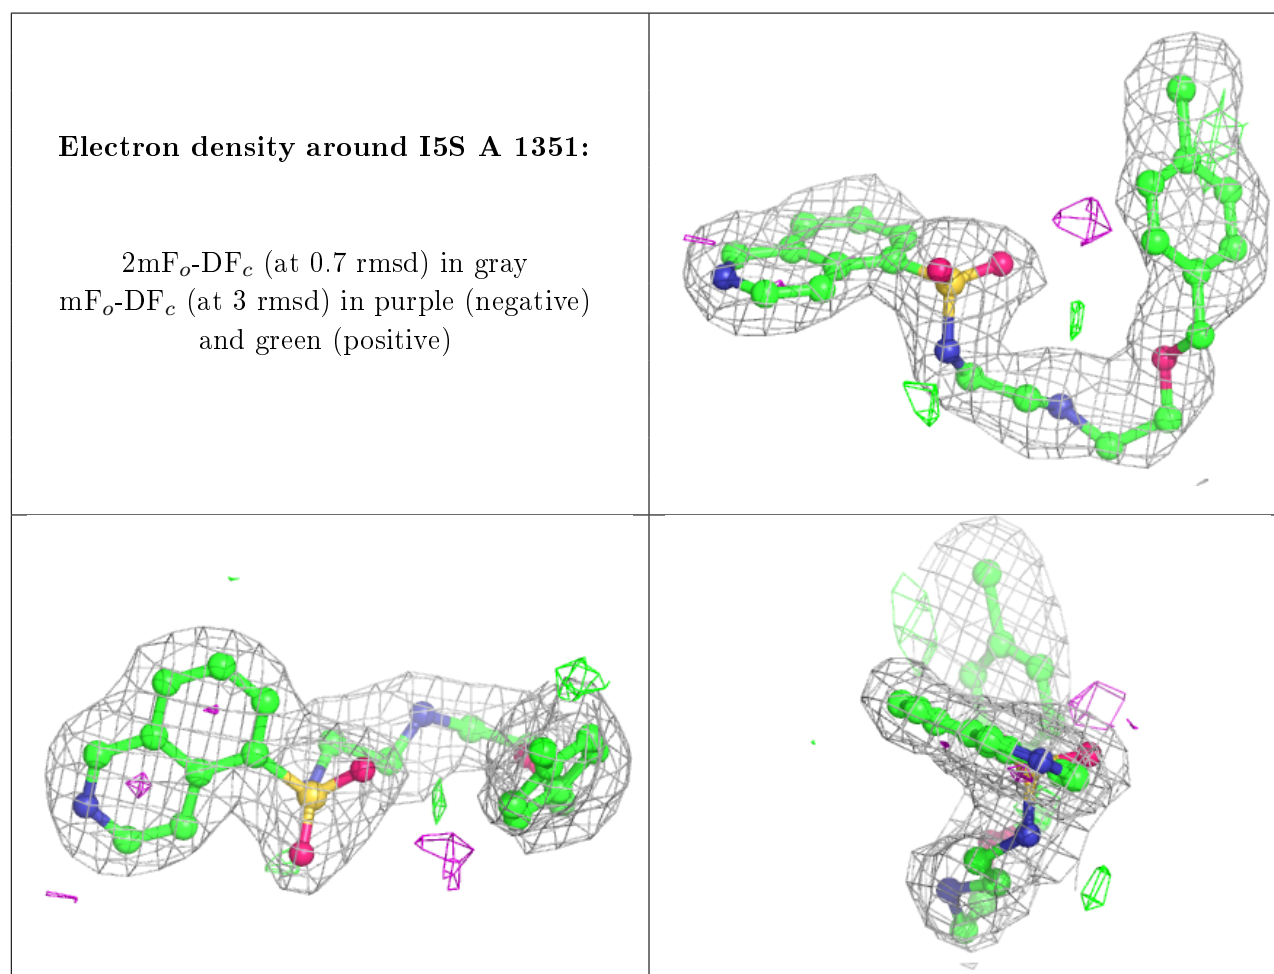 Electron density around I5S A 1351:
2mFo-DFc (at 0.7 rmsd) in gray
mFo-DFc (at 3 rmsd) in purple (negative)
and green (positive)